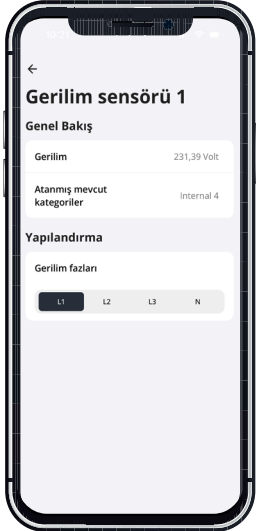 Gerilim sensörü 1
Genel Bakış
Gerilim 231,39 Volt
Atanmış mevcut
kategoriler
Internal 4
Yapılandırma
Gerilim fazları
L1 L2 L3 N